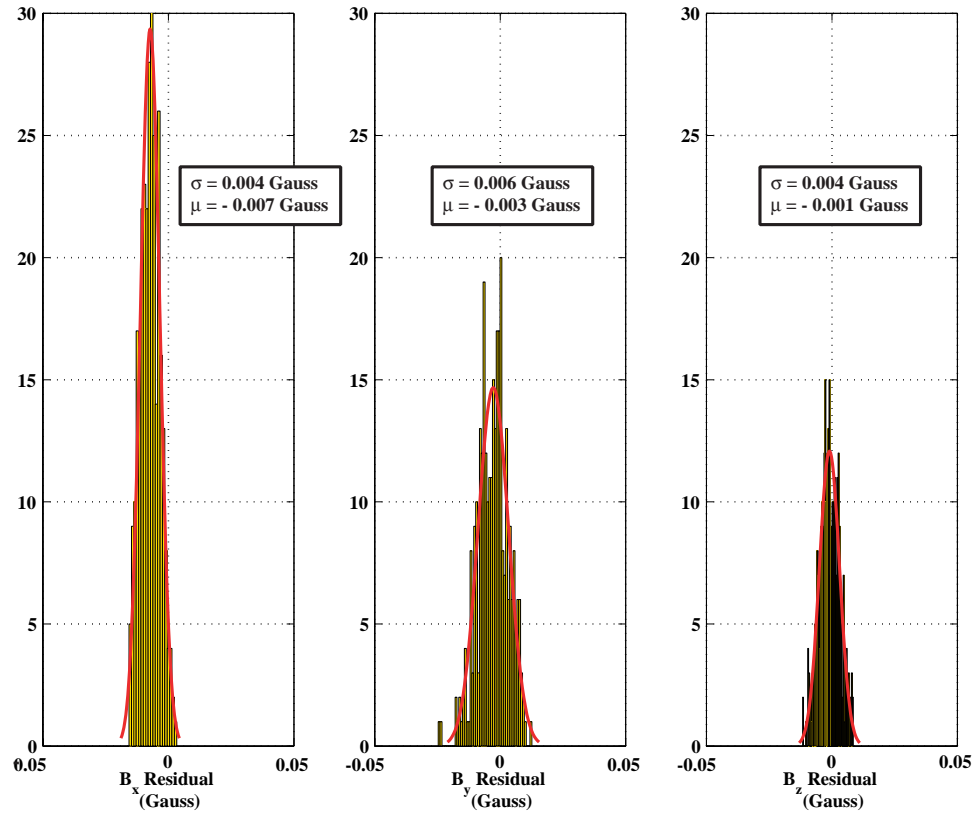 30
25
20
15
10
5
0
0.05
0
0.05
B_x Residual
(Gauss)
σ = 0.004 Gauss
μ = - 0.007 Gauss
30
25
20
15
10
5
0
-0.05
0
0.05
B_y Residual
(Gauss)
σ = 0.006 Gauss
μ = - 0.003 Gauss
30
25
20
15
10
5
0
-0.05
0
0.05
B_z Residual
(Gauss)
σ = 0.004 Gauss
μ = - 0.001 Gauss